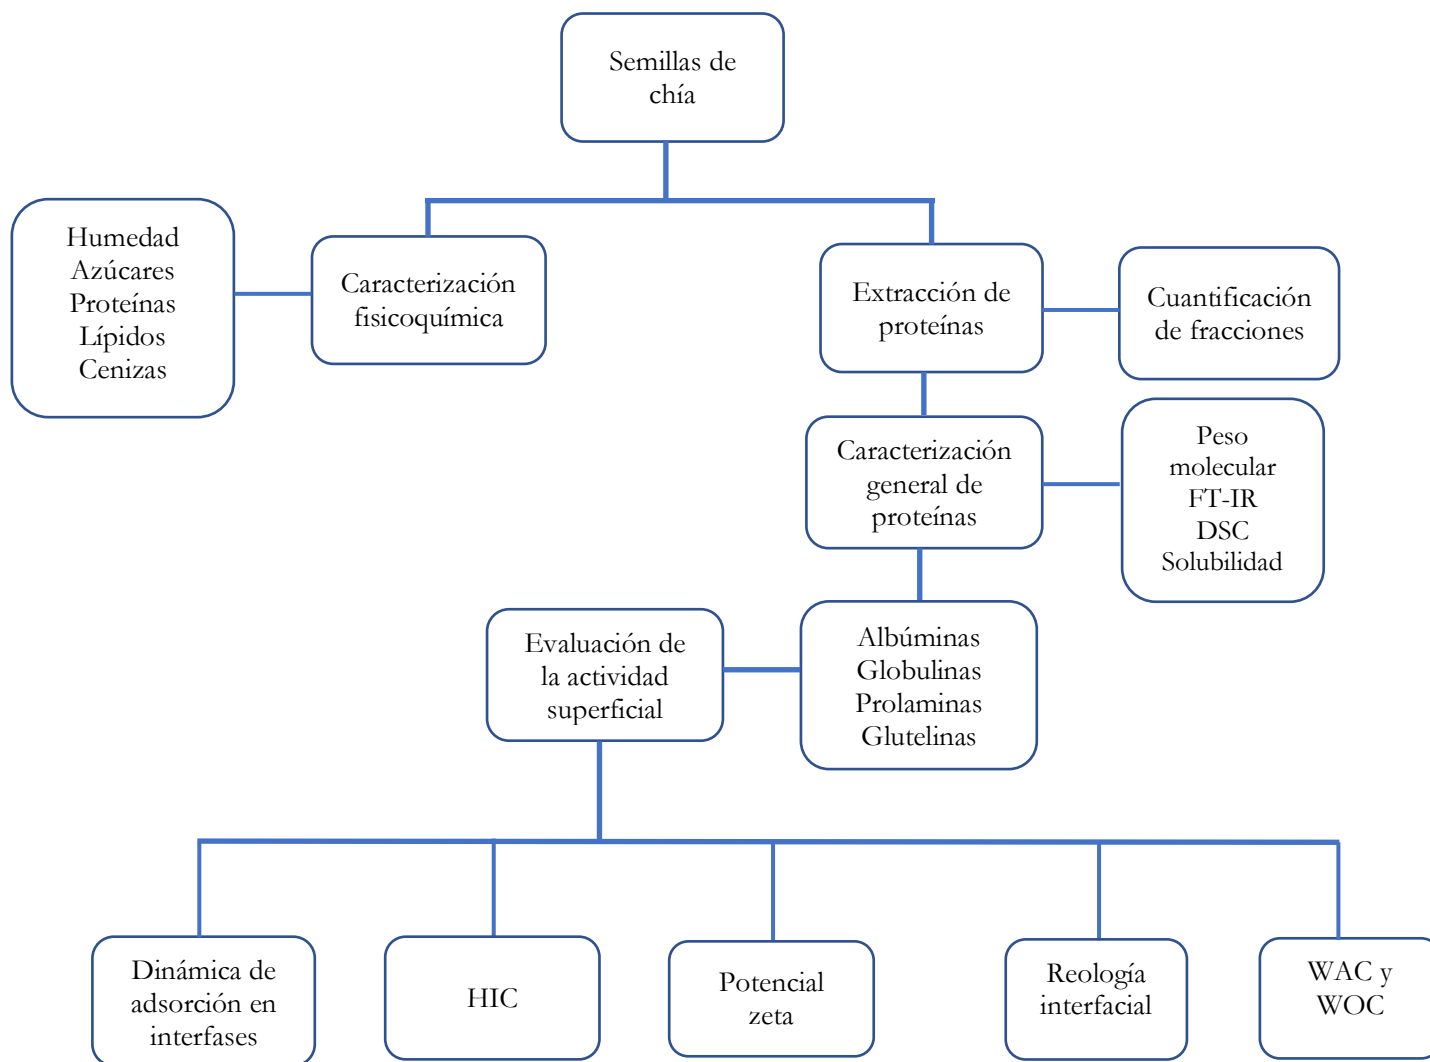 Semillas de
chía
Humedad
Azúcares
Proteínas
Lípidos
Cenizas
Caracterización
fisicoquímica
Extracción de
proteínas
Cuantificación
de fracciones
Caracterización
general de
proteínas
Peso
molecular
FT-IR
DSC
Solubilidad
Evaluación de
la actividad
superficial
Albúminas
Globulinas
Prolaminas
Glutelinas
Dinámica de
adsorción en
interfases
HIC
Potencial
zeta
Reología
interfacial
WAC y
WOC